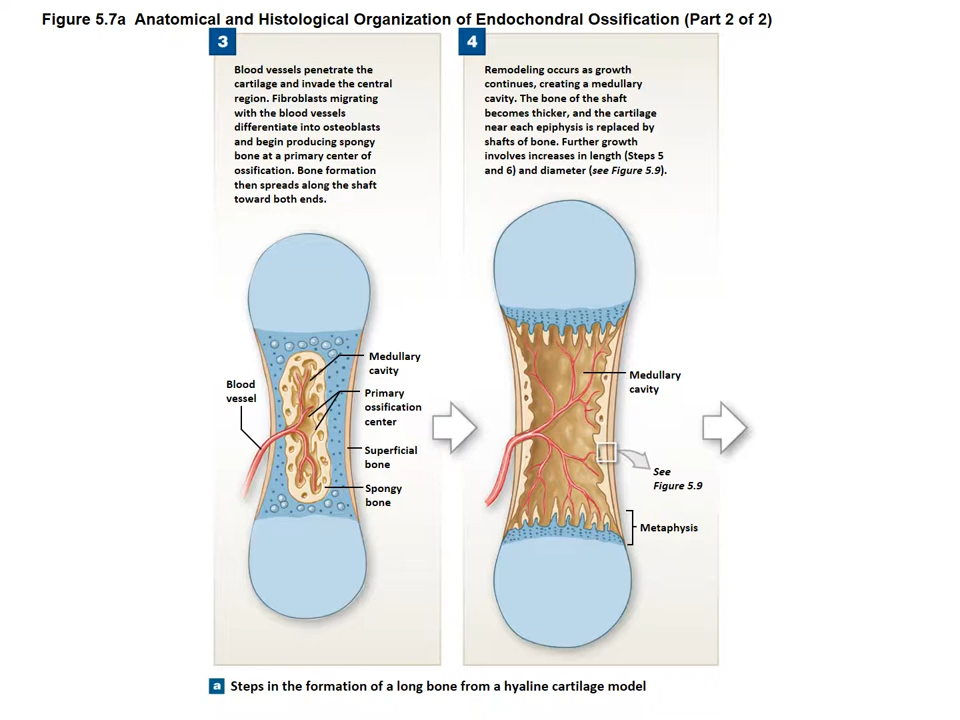 Figure 5.7a  Anatomical and Histological Organization of Endochondral Ossification (Part 2 of 2)
3
Blood vessels penetrate the
cartilage and invade the central
region. Fibroblasts migrating
with the blood vessels
differentiate into osteoblasts
and begin producing spongy
bone at a primary center of
ossification. Bone formation
then spreads along the shaft
toward both ends.
Medullary
cavity
Blood
vessel
Primary
ossification
center
Superficial
bone
Spongy
bone
4
Remodeling occurs as growth
continues, creating a medullary
cavity. The bone of the shaft
becomes thicker, and the cartilage
near each epiphysis is replaced by
shafts of bone. Further growth
involves increases in length (Steps 5
and 6) and diameter (see Figure 5.9).
Medullary
cavity
See
Figure 5.9
Metaphysis
a Steps in the formation of a long bone from a hyaline cartilage model